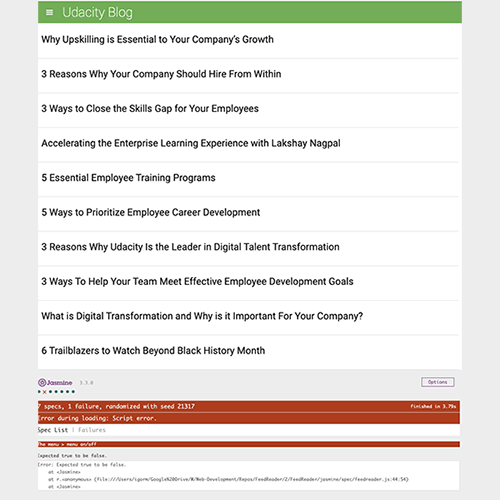 Udacity Blog
Why Upskilling is Essential to Your Company's Growth
3 Reasons Why Your Company Should Hire From Within
3 Ways to Close the Skills Gap for Your Employees
Accelerating the Enterprise Learning Experience with Lakshay Nagpal
5 Essential Employee Training Programs
5 Ways to Prioritize Employee Career Development
3 Reasons Why Udacity Is the Leader in Digital Talent Transformation
3 Ways To Help Your Team Meet Effective Employee Development Goals
What is Digital Transformation and Why is it Important For Your Company?
6 Trailblazers to Watch Beyond Black History Month
Jasmine 3.3.0 Options
7 specs, 1 failure, randomized with seed 21317 finished in 3.79s
Error during loading: Script error.
Spec List | Failures
The menu > menu on/off
Expected true to be false.
Error: Expected true to be false.
at <Jasmine>
at r.<anonymous> (file:///Users/igorm/Google%20Drive/W/Web-Development/Repos/FeedReader/Z/FeedReader/jasmine/spec/feedreader.js:44:54)
at <Jasmine>